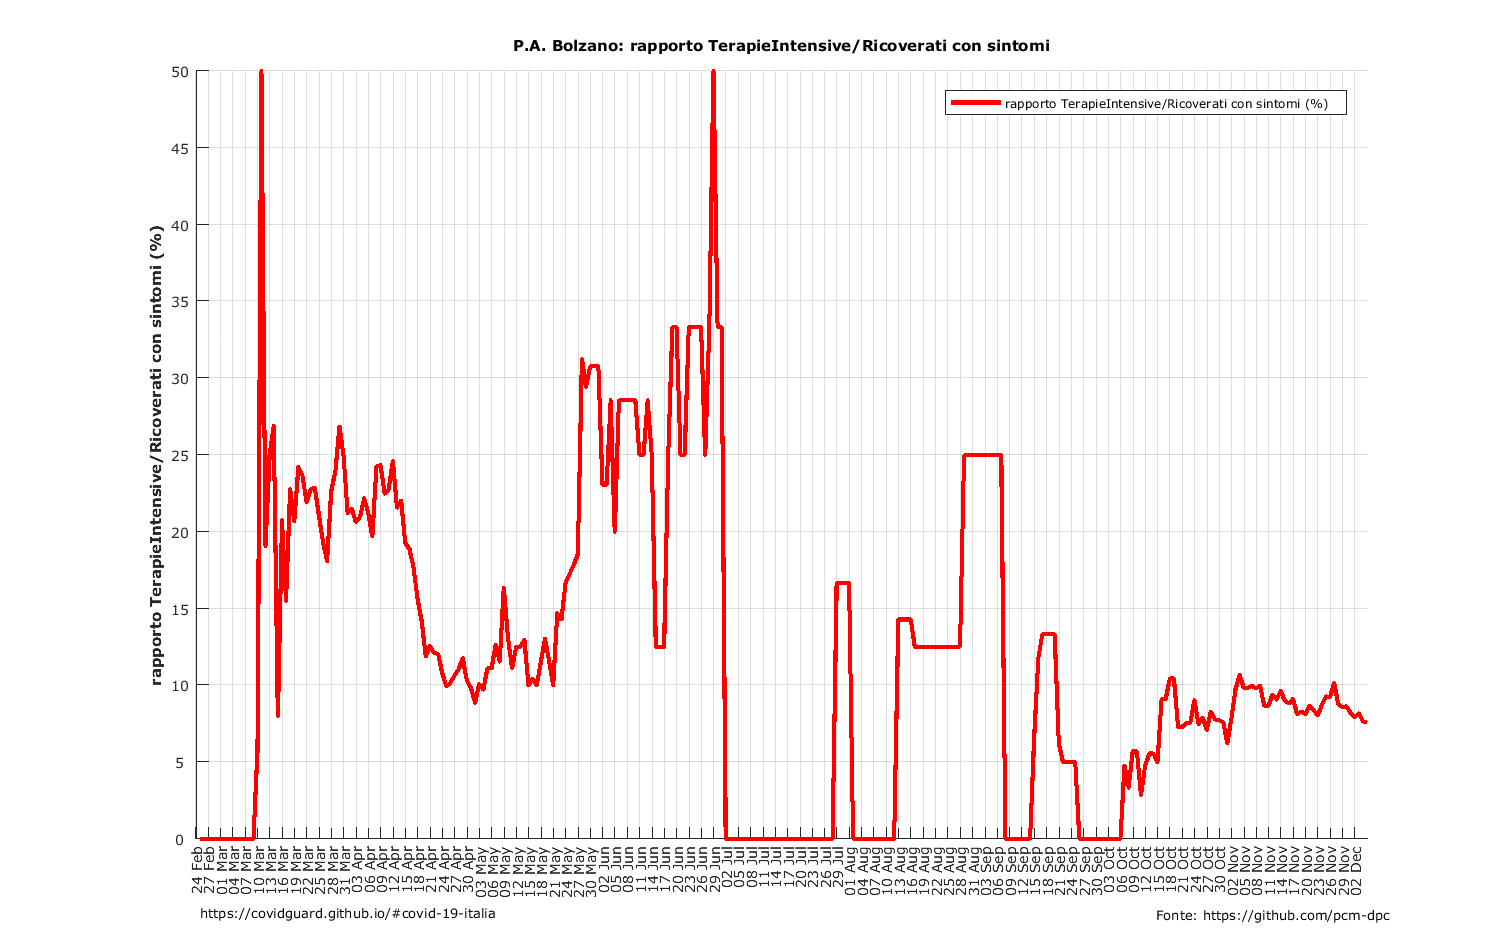 P.A. Bolzano: rapporto TerapieIntensive/Ricoverati con sintomi
rapporto TerapieIntensive/Ricoverati con sintomi (%)
rapporto TerapieIntensive/Ricoverati con sintomi (%)
50
45
40
35
30
25
20
15
10
5
0
24 Feb
27 Feb
01 Mar
04 Mar
07 Mar
10 Mar
13 Mar
16 Mar
19 Mar
22 Mar
25 Mar
28 Mar
31 Mar
03 Apr
06 Apr
09 Apr
12 Apr
15 Apr
18 Apr
21 Apr
24 Apr
27 Apr
30 Apr
03 May
06 May
09 May
12 May
15 May
18 May
21 May
24 May
27 May
30 May
02 Jun
05 Jun
08 Jun
11 Jun
14 Jun
17 Jun
20 Jun
23 Jun
26 Jun
29 Jun
02 Jul
05 Jul
08 Jul
11 Jul
14 Jul
17 Jul
20 Jul
23 Jul
26 Jul
29 Jul
01 Aug
04 Aug
07 Aug
10 Aug
13 Aug
16 Aug
19 Aug
22 Aug
25 Aug
28 Aug
31 Aug
03 Sep
06 Sep
09 Sep
12 Sep
15 Sep
18 Sep
21 Sep
24 Sep
27 Sep
30 Sep
03 Oct
06 Oct
09 Oct
12 Oct
15 Oct
18 Oct
21 Oct
24 Oct
27 Oct
30 Oct
02 Nov
05 Nov
08 Nov
11 Nov
14 Nov
17 Nov
20 Nov
23 Nov
26 Nov
29 Nov
02 Dec
https://covidguard.github.io/#covid-19-italia
Fonte: https://github.com/pcm-dpc